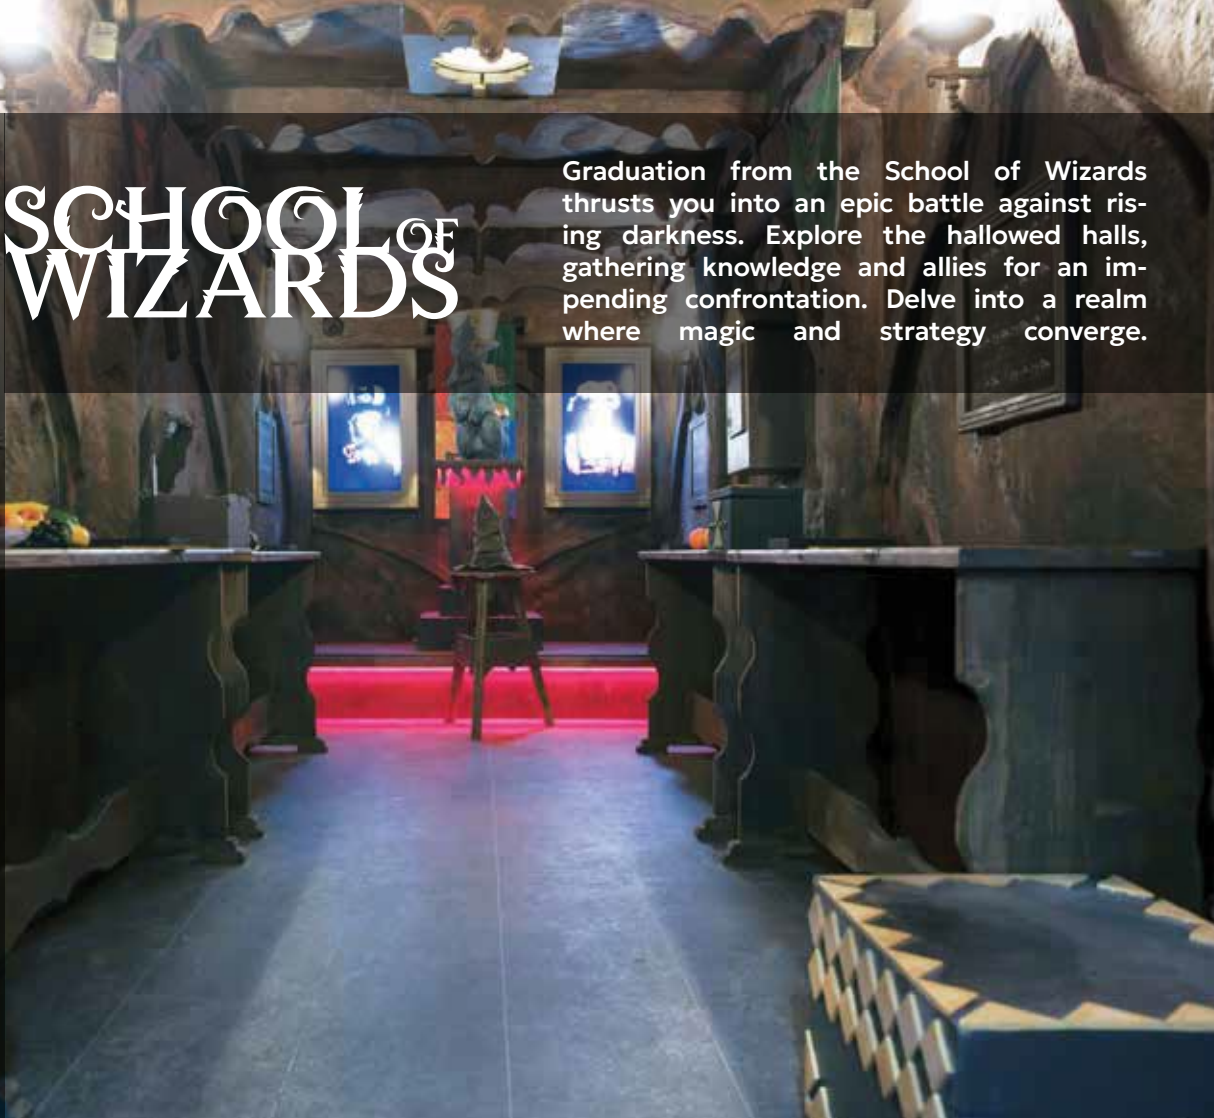 SCHOOL OF
WIZARDS
Graduation from the School of Wizards
thrusts you into an epic battle against ris-
ing darkness. Explore the hallowed halls,
gathering knowledge and allies for an im-
pending confrontation. Delve into a realm
where magic and strategy converge.